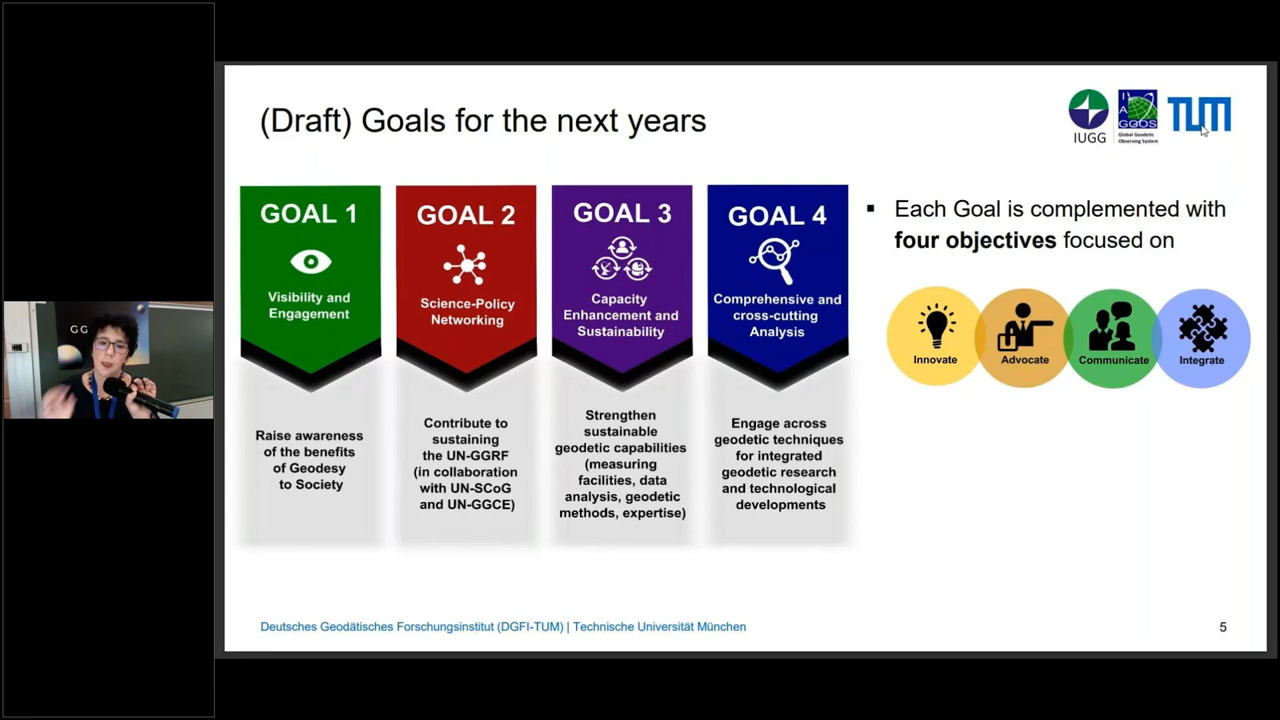 (Draft) Goals for the next years
IUGG
I
A
G
GGOS
Global Geodetic
Observing System
TUM
GOAL 1
Visibility and
Engagement
Raise awareness
of the benefits
of Geodesy
to Society
GOAL 2
Science-Policy
Networking
Contribute to
sustaining
the UN-GGRF
(in collaboration
with UN-SCoG
and UN-GGCE)
GOAL 3
Capacity
Enhancement and
Sustainability
Strengthen
sustainable
geodetic capabilities
(measuring
facilities, data
analysis, geodetic
methods, expertise)
GOAL 4
Comprehensive and
cross-cutting
Analysis
Engage across
geodetic techniques
for integrated
geodetic research
and technological
developments
▪ Each Goal is complemented with
four objectives focused on
Innovate
Advocate
Communicate
Integrate
G G
Deutsches Geodätisches Forschungsinstitut (DGFI-TUM) | Technische Universität München
5